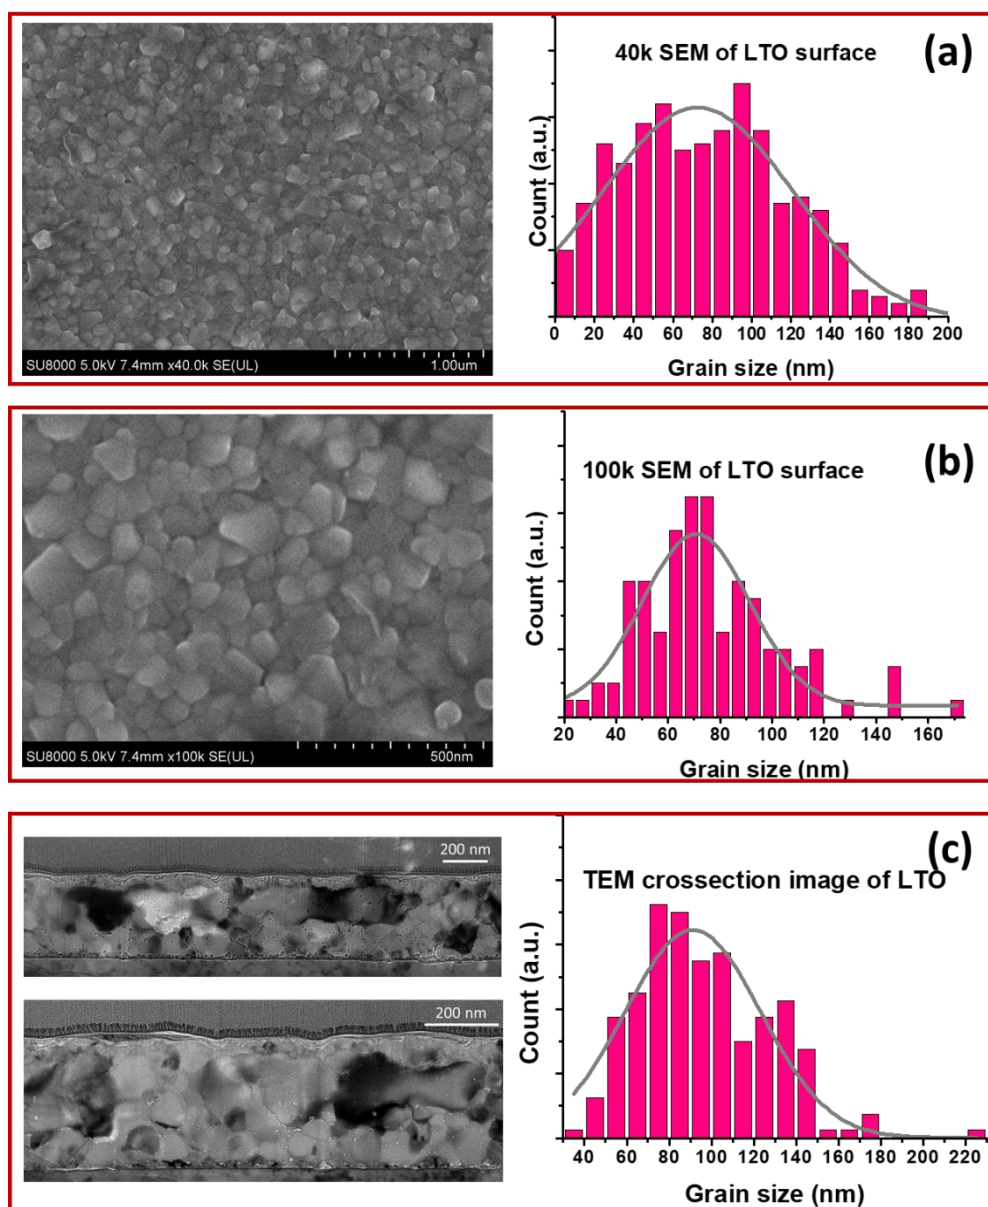 40k SEM of LTO surface
(a)
Count (a.u.)
0 20 40 60 80 100 120 140 160 180 200
Grain size (nm)
SU8000 5.0kV 7.4mm x40.0k SE(UL)
1.00um
100k SEM of LTO surface
(b)
Count (a.u.)
20 40 60 80 100 120 140 160
Grain size (nm)
SU8000 5.0kV 7.4mm x100k SE(UL)
500nm
200 nm
200 nm
(c)
TEM crossection image of LTO
Count (a.u.)
40 60 80 100 120 140 160 180 200 220
Grain size (nm)